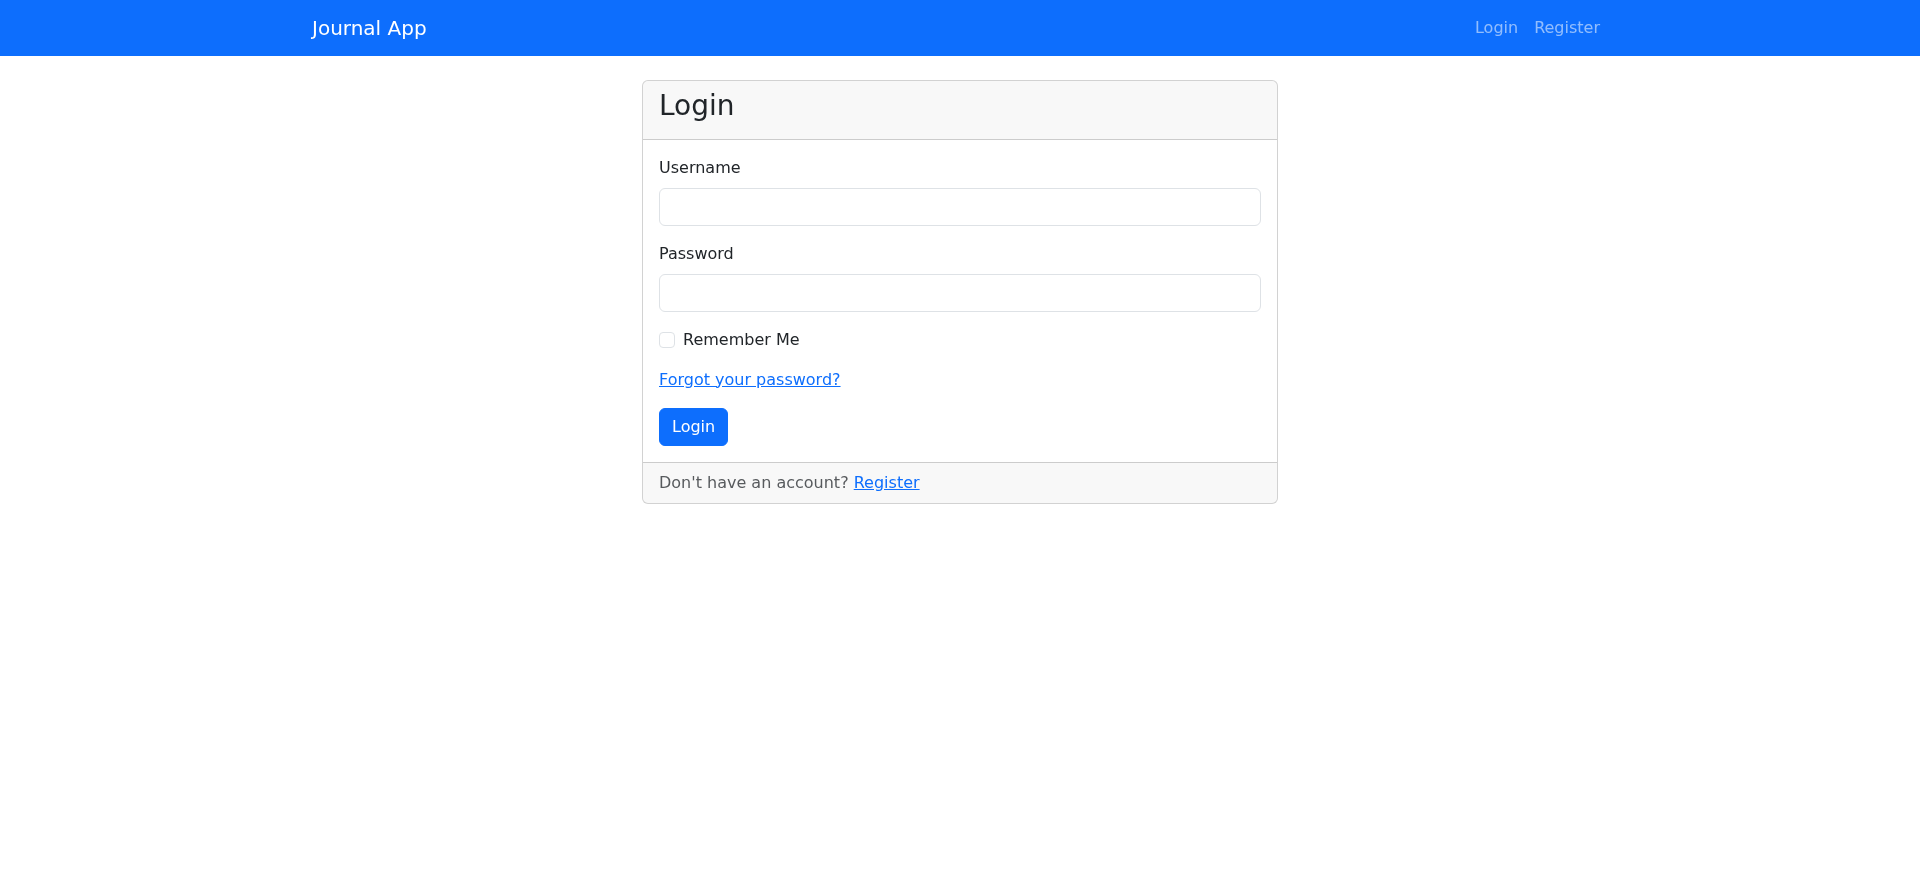 Journal App
Login Register
Login
Username
Password
Remember Me
Forgot your password?
Login
Don't have an account? Register